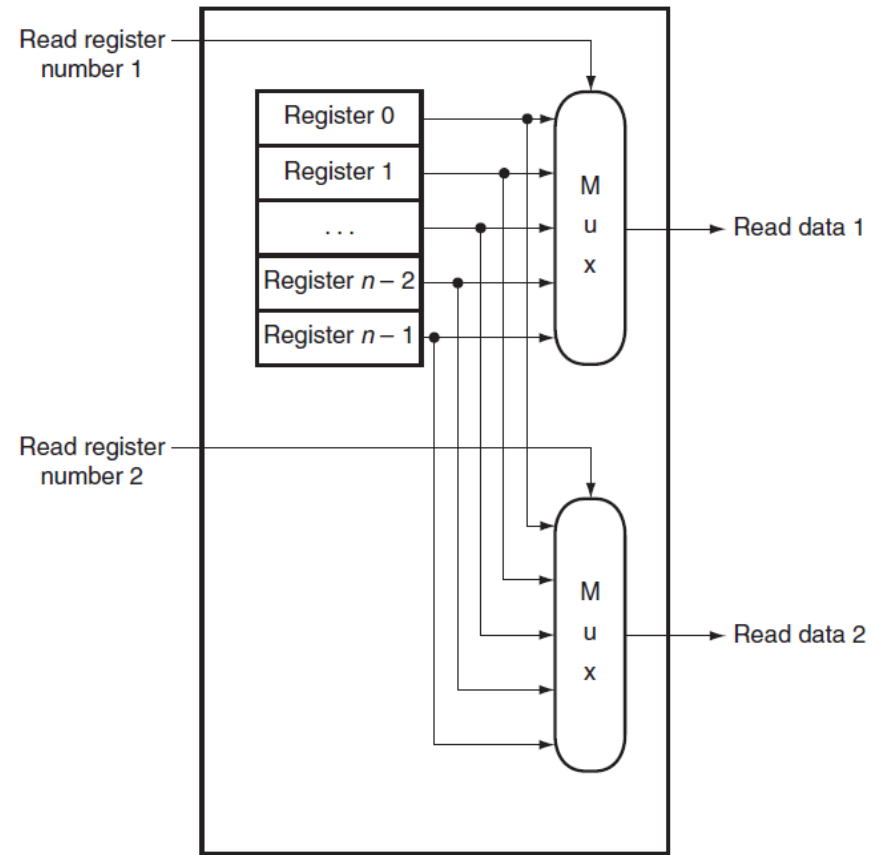 Read register
number 1
Register 0
Register 1
. . .
Register n – 2
Register n – 1
M
u
x
Read data 1
Read register
number 2
M
u
x
Read data 2